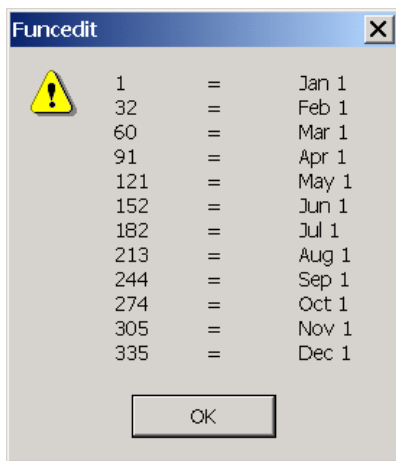 Funcedit
1 = Jan 1
32 = Feb 1
60 = Mar 1
91 = Apr 1
121 = May 1
152 = Jun 1
182 = Jul 1
213 = Aug 1
244 = Sep 1
274 = Oct 1
305 = Nov 1
335 = Dec 1
OK